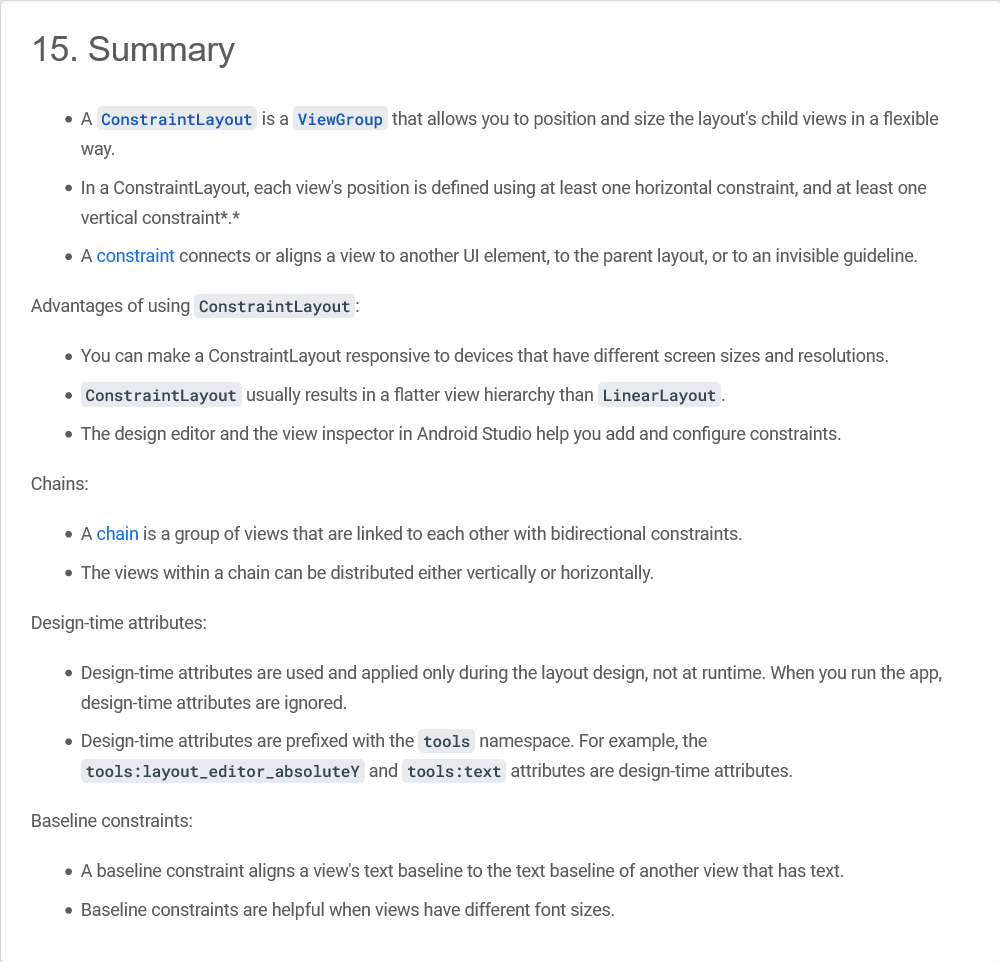 15. Summary
• A ConstraintLayout is a ViewGroup that allows you to position and size the layout's child views in a flexible
way.
• In a ConstraintLayout, each view's position is defined using at least one horizontal constraint, and at least one
vertical constraint*.*
• A constraint connects or aligns a view to another UI element, to the parent layout, or to an invisible guideline.
Advantages of using ConstraintLayout:
• You can make a ConstraintLayout responsive to devices that have different screen sizes and resolutions.
• ConstraintLayout usually results in a flatter view hierarchy than LinearLayout.
• The design editor and the view inspector in Android Studio help you add and configure constraints.
Chains:
• A chain is a group of views that are linked to each other with bidirectional constraints.
• The views within a chain can be distributed either vertically or horizontally.
Design-time attributes:
• Design-time attributes are used and applied only during the layout design, not at runtime. When you run the app,
design-time attributes are ignored.
• Design-time attributes are prefixed with the tools namespace. For example, the
tools:layout_editor_absoluteY and tools:text attributes are design-time attributes.
Baseline constraints:
• A baseline constraint aligns a view's text baseline to the text baseline of another view that has text.
• Baseline constraints are helpful when views have different font sizes.